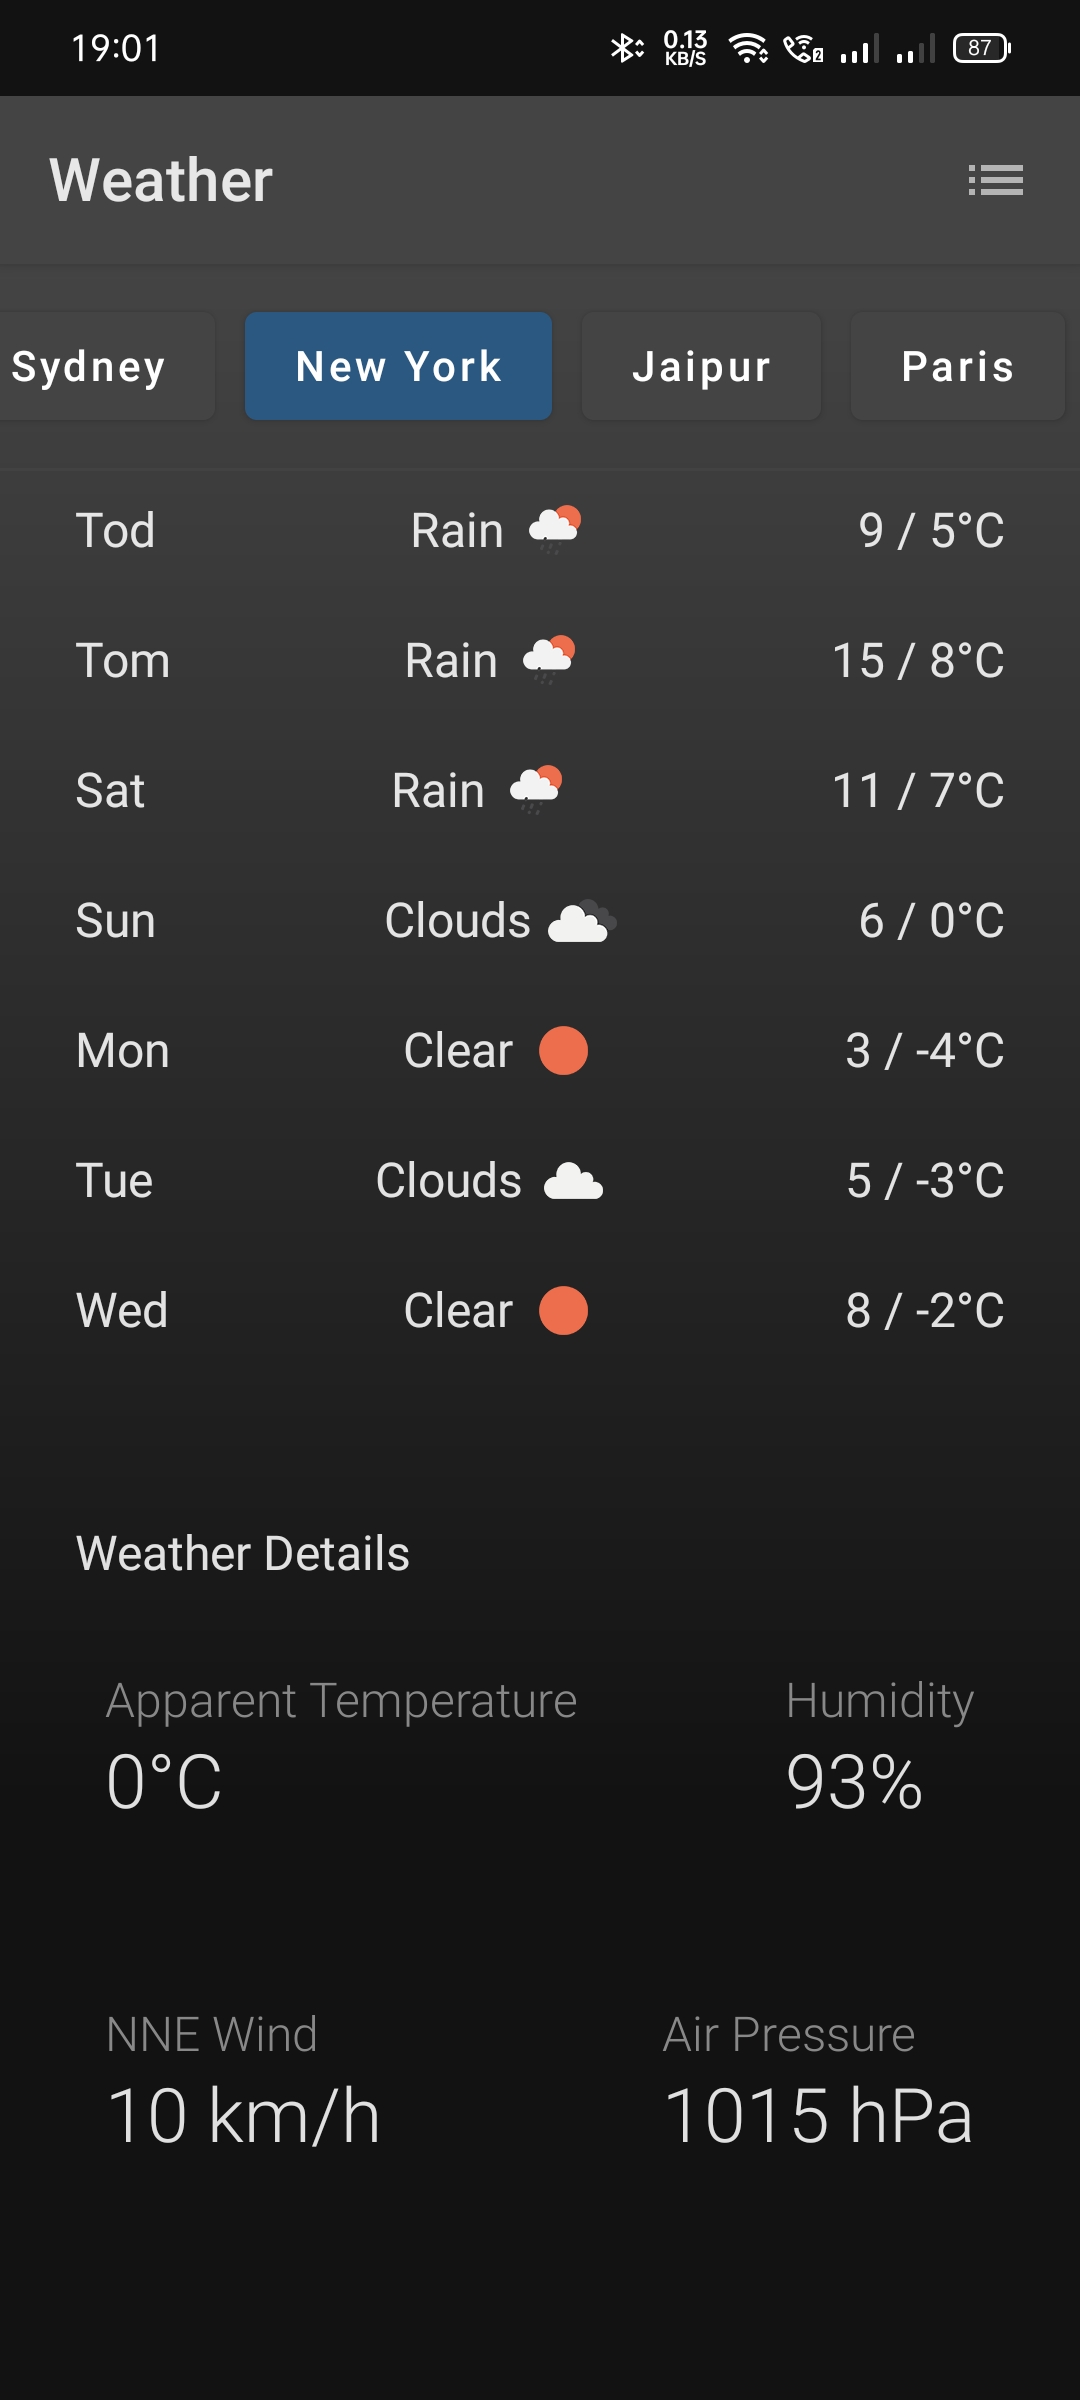 19:01 0.13 KB/S 2 87
Weather
Sydney New York Jaipur Paris
Tod Rain 9 / 5°C
Tom Rain 15 / 8°C
Sat Rain 11 / 7°C
Sun Clouds 6 / 0°C
Mon Clear 3 / -4°C
Tue Clouds 5 / -3°C
Wed Clear 8 / -2°C
Weather Details
Apparent Temperature Humidity
0°C 93%
NNE Wind Air Pressure
10 km/h 1015 hPa